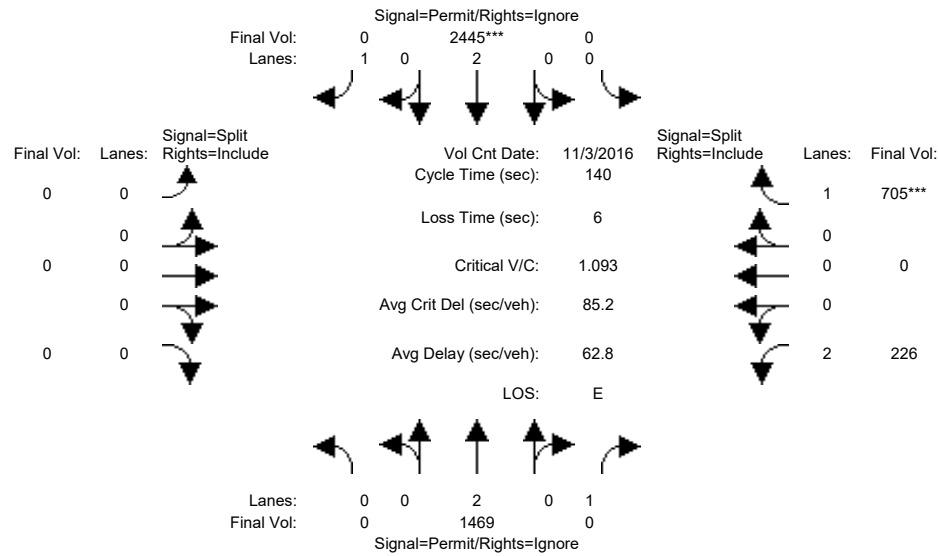 Signal=Permit/Rights=Ignore
Final Vol: 0 2445*** 0
Lanes: 1 0 2 0 0
Signal=Split
Final Vol: Lanes: Rights=Include
Vol Cnt Date: 11/3/2016
Signal=Split
Rights=Include Lanes: Final Vol:
Cycle Time (sec): 140
0 0
1 705***
Loss Time (sec): 6
0
0
0 0
Critical V/C: 1.093
0 0
0
Avg Crit Del (sec/veh): 85.2
0
0 0
Avg Delay (sec/veh): 62.8
2 226
LOS: E
Lanes: 0 0 2 0 1
Final Vol: 0 1469 0
Signal=Permit/Rights=Ignore